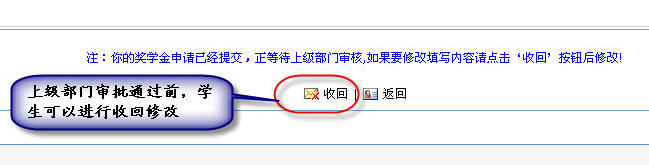 注：你的奖学金申请已经提交，正等待上级部门审核,如果要修改填写内容请点击‘收回’按钮后修改!
上级部门审批通过前，学
生可以进行收回修改
收回 | 返回